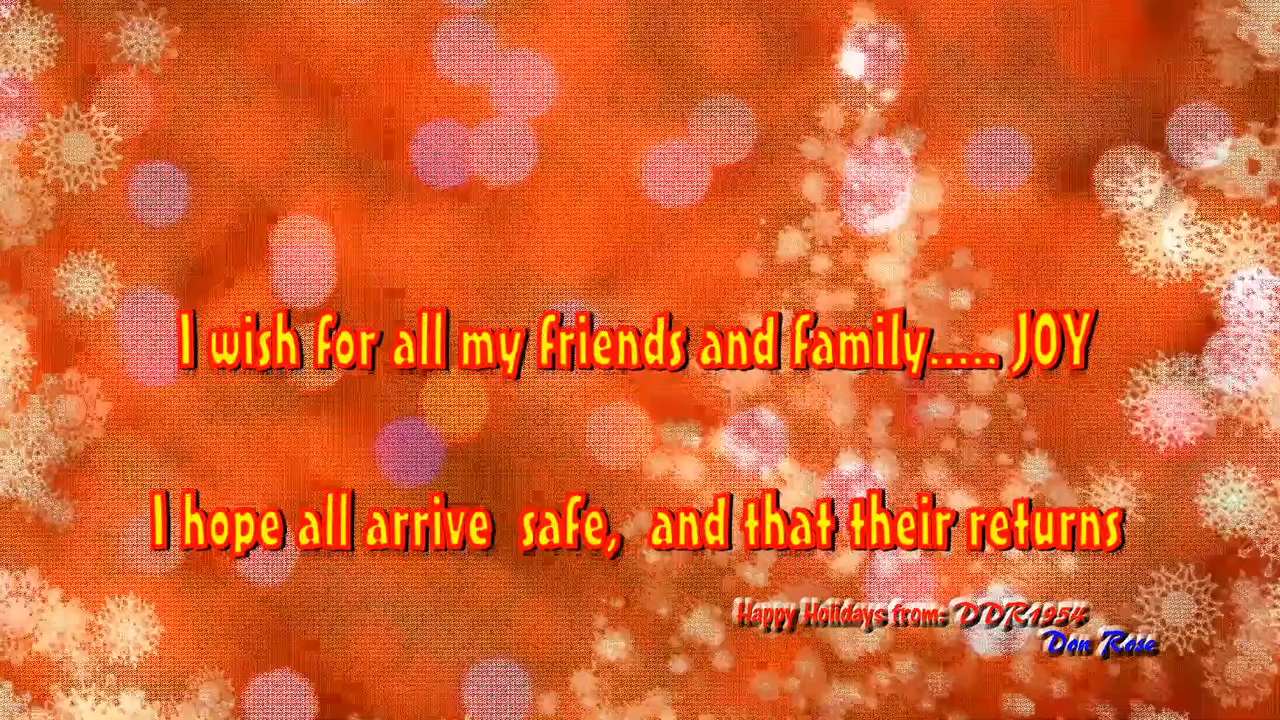 I wish for all my friends and family..... JOY
I hope all arrive safe, and that their returns
Happy Holidays from: DDR1954
Don Rose